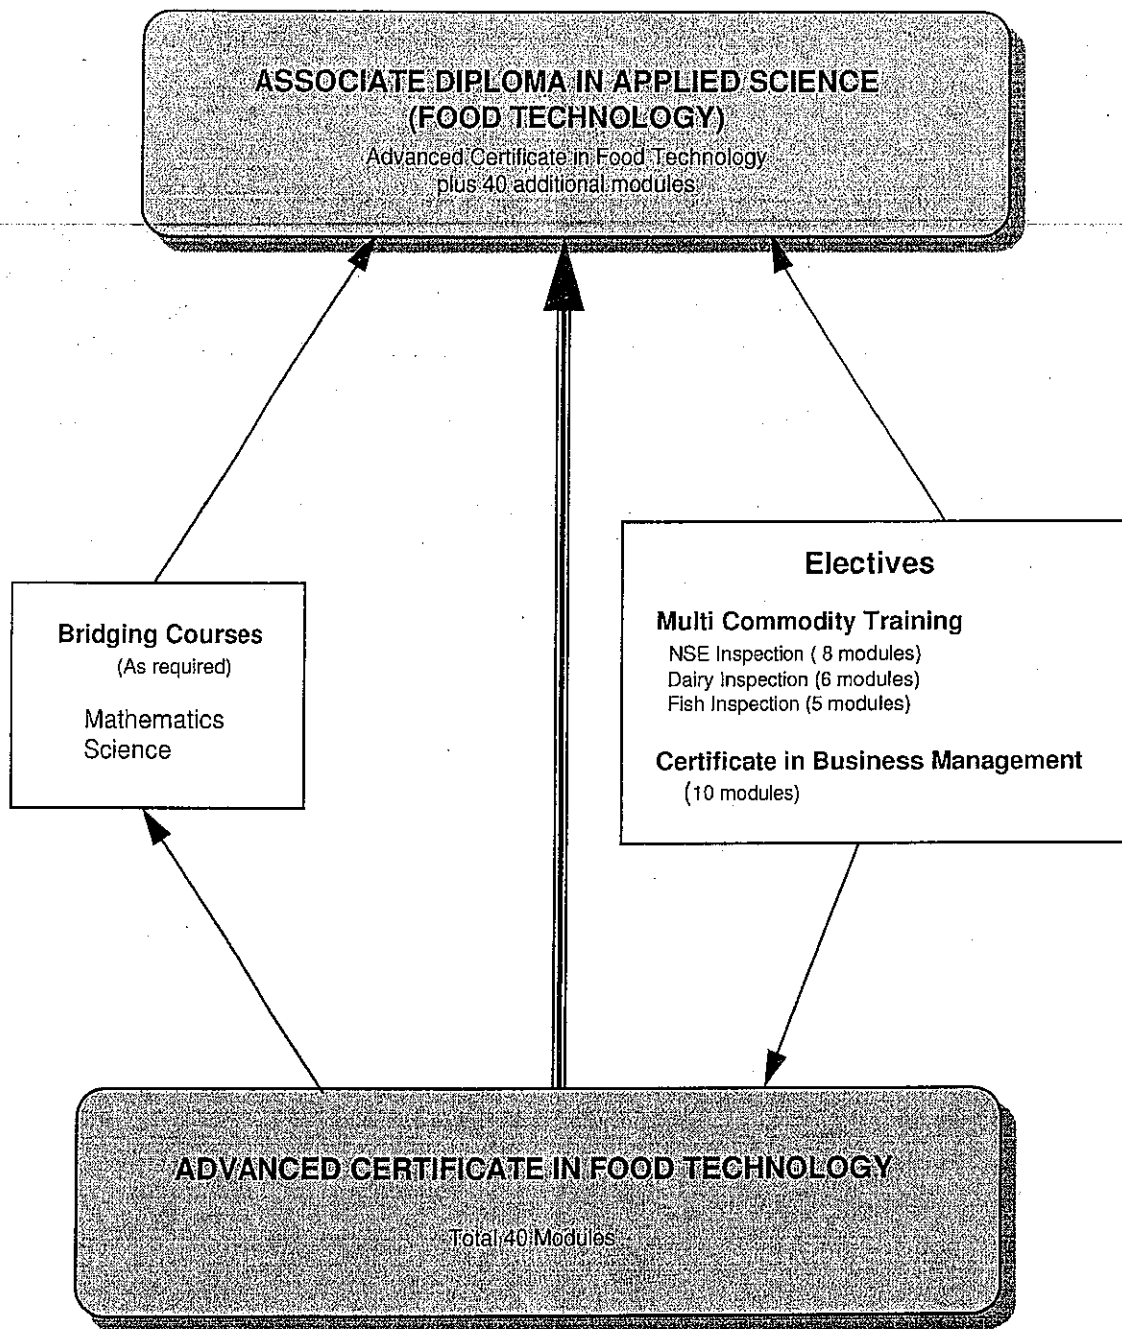 ASSOCIATE DIPLOMA IN APPLIED SCIENCE
(FOOD TECHNOLOGY)
Advanced Certificate in Food Technology
plus 40 additional modules
Bridging Courses
(As required)
Mathematics
Science
Electives
Multi Commodity Training
NSE Inspection ( 8 modules)
Dairy Inspection (6 modules)
Fish Inspection (5 modules)
Certificate in Business Management
(10 modules)
ADVANCED CERTIFICATE IN FOOD TECHNOLOGY
Total 40 Modules